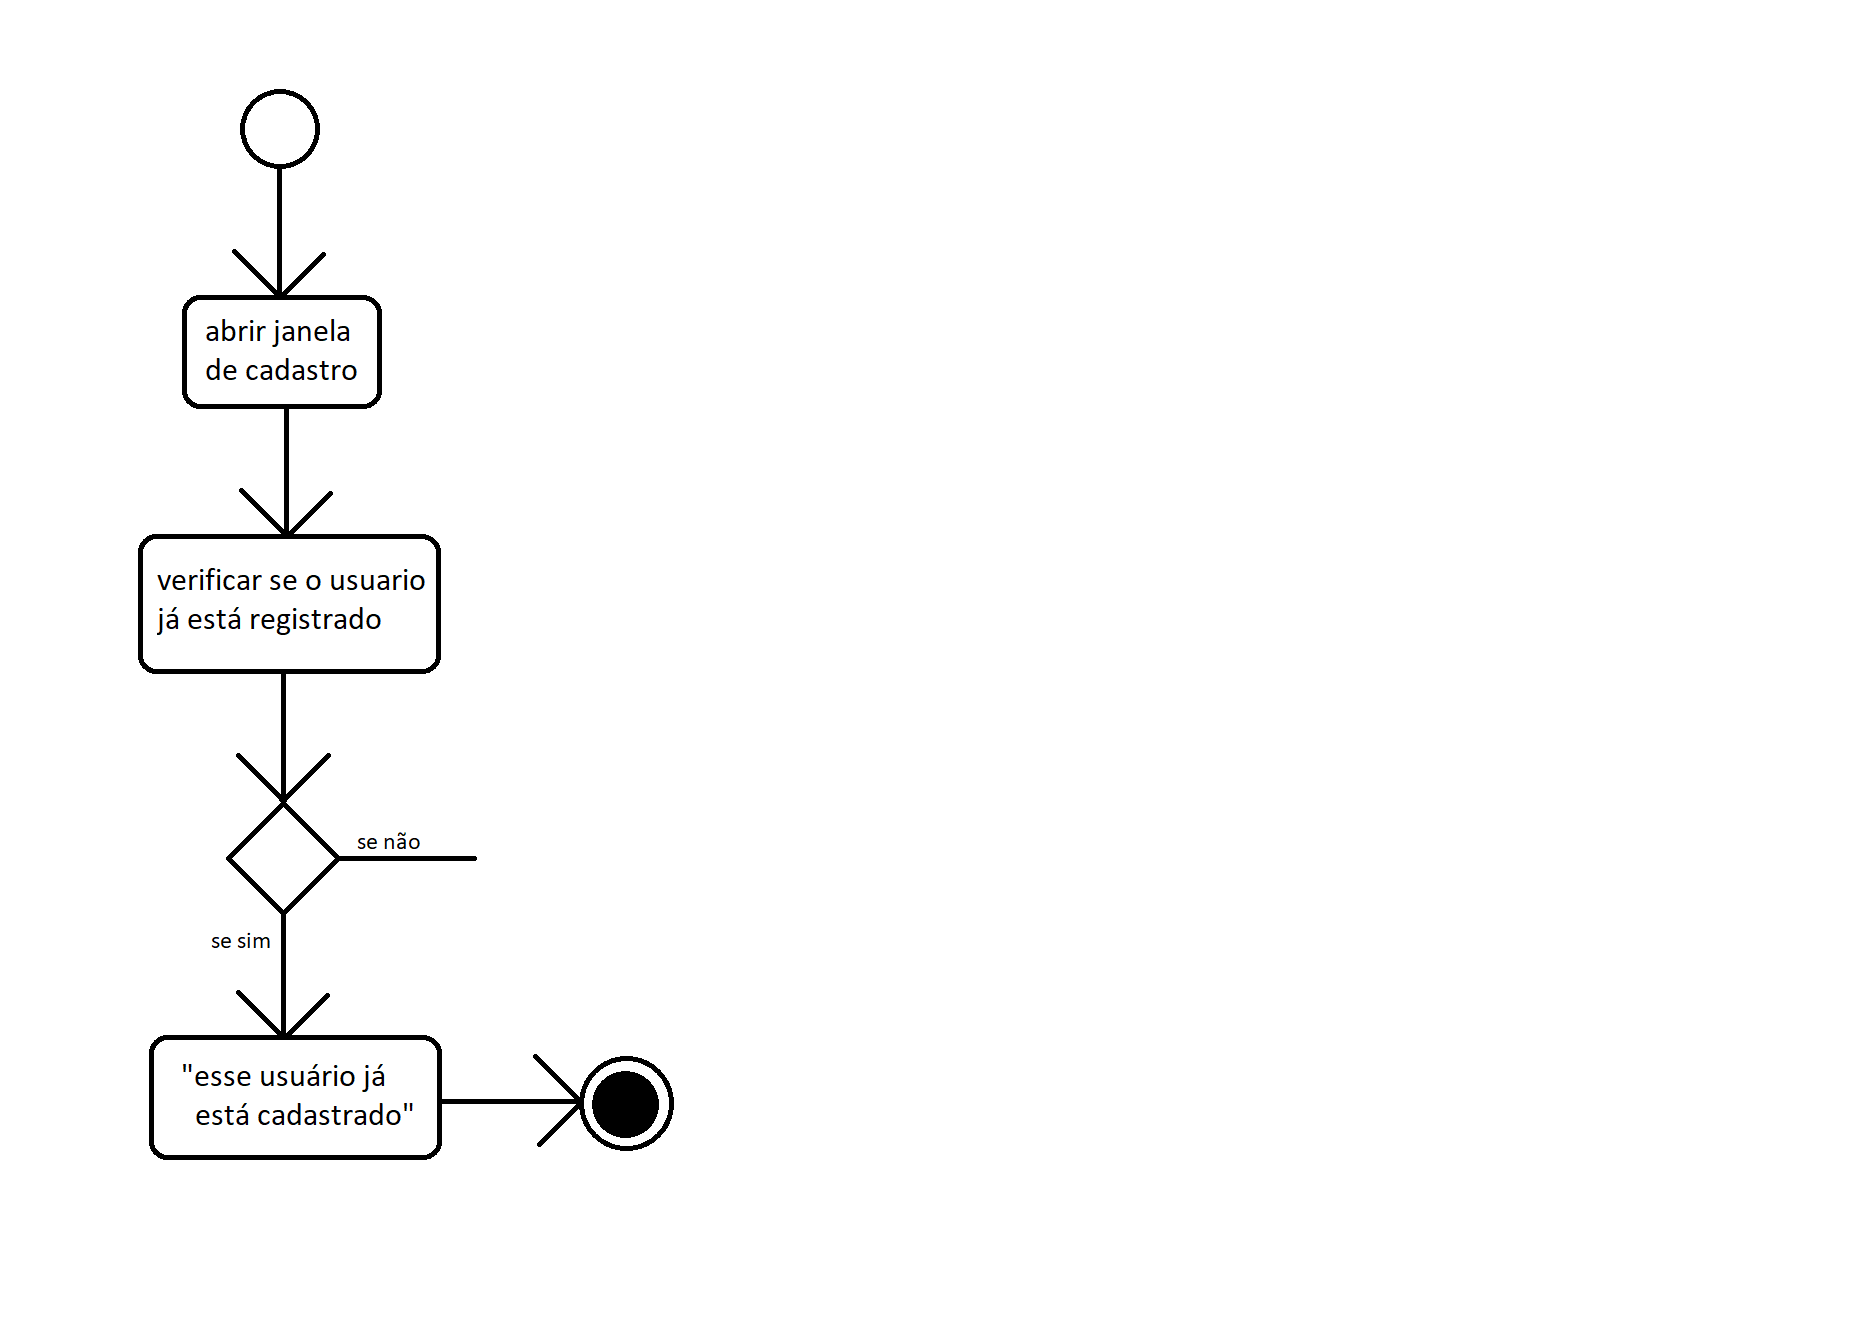 abrir janela
de cadastro
verificar se o usuario
já está registrado
se não
se sim
"esse usuário já
está cadastrado"